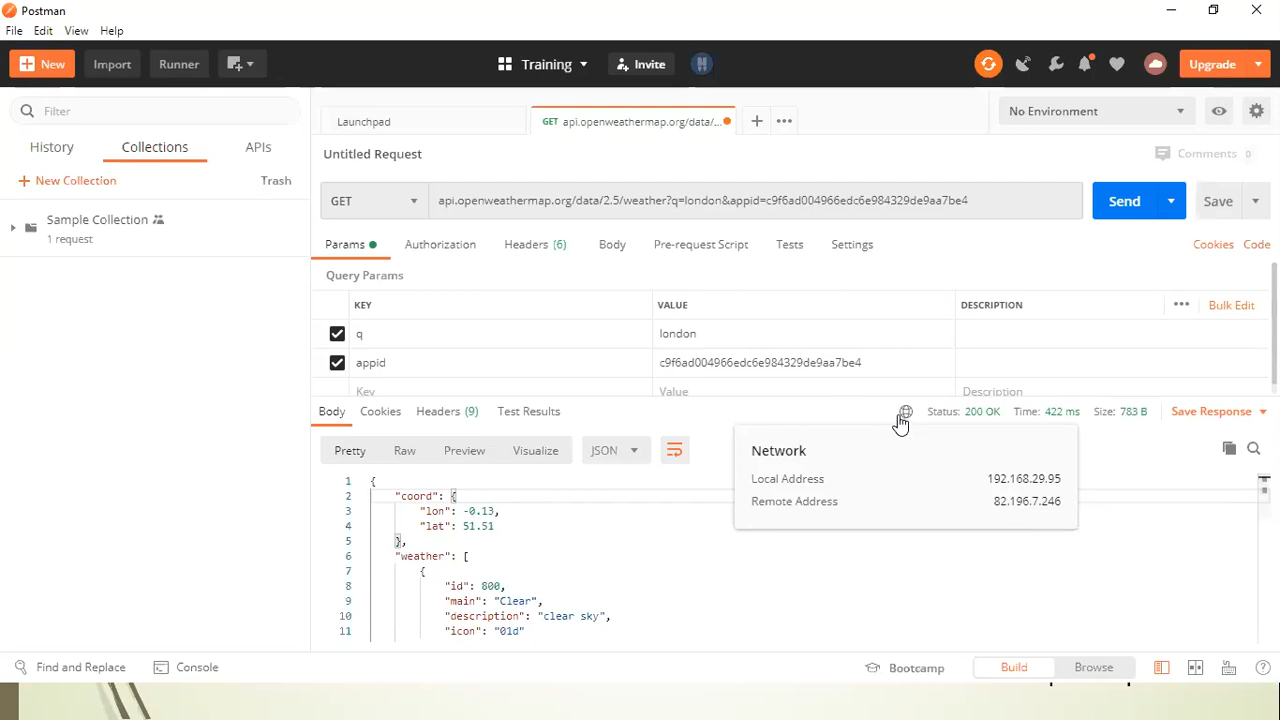 Postman
File Edit View Help
New Import Runner Training Invite Upgrade
Filter
History Collections APIs
New Collection Trash
Sample Collection
1 request
Launchpad GET api.openweathermap.org/data/... No Environment
Untitled Request Comments 0
GET api.openweathermap.org/data/2.5/weather?q=london&appid=c9f6ad004966edc6e984329de9aa7be4 Send Save
Params Authorization Headers (6) Body Pre-request Script Tests Settings Cookies Code
Query Params
KEY VALUE DESCRIPTION Bulk Edit
q london
appid c9f6ad004966edc6e984329de9aa7be4
Key Value Description
Body Cookies Headers (9) Test Results Status: 200 OK Time: 422 ms Size: 783 B Save Response
Pretty Raw Preview Visualize JSON
Network
Local Address 192.168.29.95
Remote Address 82.196.7.246
1 {
2 "coord": {
3 "lon": -0.13,
4 "lat": 51.51
5 },
6 "weather": [
7 {
8 "id": 800,
9 "main": "Clear",
10 "description": "clear sky",
11 "icon": "01d"
Find and Replace Console Bootcamp Build Browse